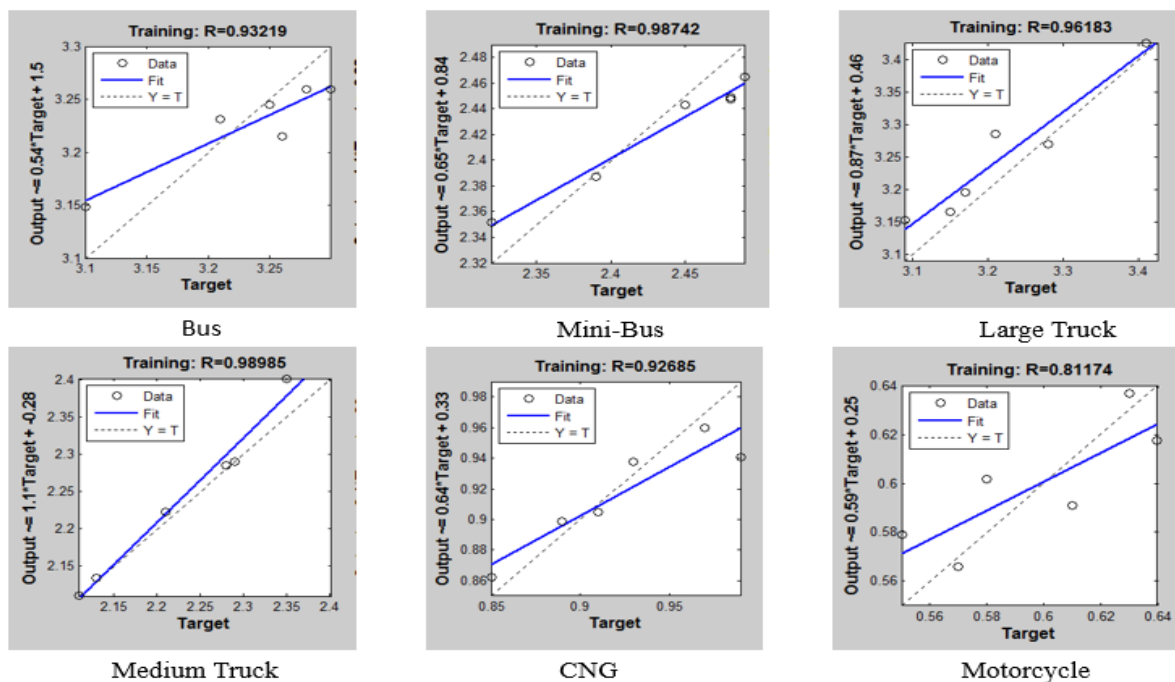 Training: R=0.93219
Output ~= 0.54*Target + 1.5
3.3
3.25
3.2
3.15
3.1
Data
Fit
Y = T
3.1 3.15 3.2 3.25
Target
Bus
Training: R=0.98742
Output ~= 0.65*Target + 0.84
2.48
2.46
2.44
2.42
2.4
2.38
2.36
2.34
2.32
Data
Fit
Y = T
2.35 2.4 2.45
Target
Mini-Bus
Training: R=0.96183
Output ~= 0.87*Target + 0.46
3.4
3.35
3.3
3.25
3.2
3.15
3.1
Data
Fit
Y = T
3.1 3.2 3.3 3.4
Target
Large Truck
Training: R=0.98985
Output ~= 1.1*Target + -0.28
2.4
2.35
2.3
2.25
2.2
2.15
Data
Fit
Y = T
2.15 2.2 2.25 2.3 2.35 2.4
Target
Medium Truck
Training: R=0.92685
Output ~= 0.64*Target + 0.33
0.98
0.96
0.94
0.92
0.9
0.88
0.86
Data
Fit
Y = T
0.85 0.9 0.95
Target
CNG
Training: R=0.81174
Output ~= 0.59*Target + 0.25
0.64
0.62
0.6
0.58
0.56
Data
Fit
Y = T
0.56 0.58 0.6 0.62 0.64
Target
Motorcycle